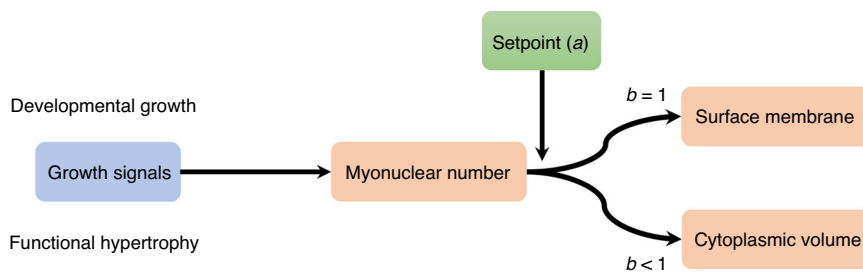 Setpoint (a)
b = 1
Developmental growth
Surface membrane
Growth signals
Myonuclear number
Functional hypertrophy
Cytoplasmic volume
b < 1